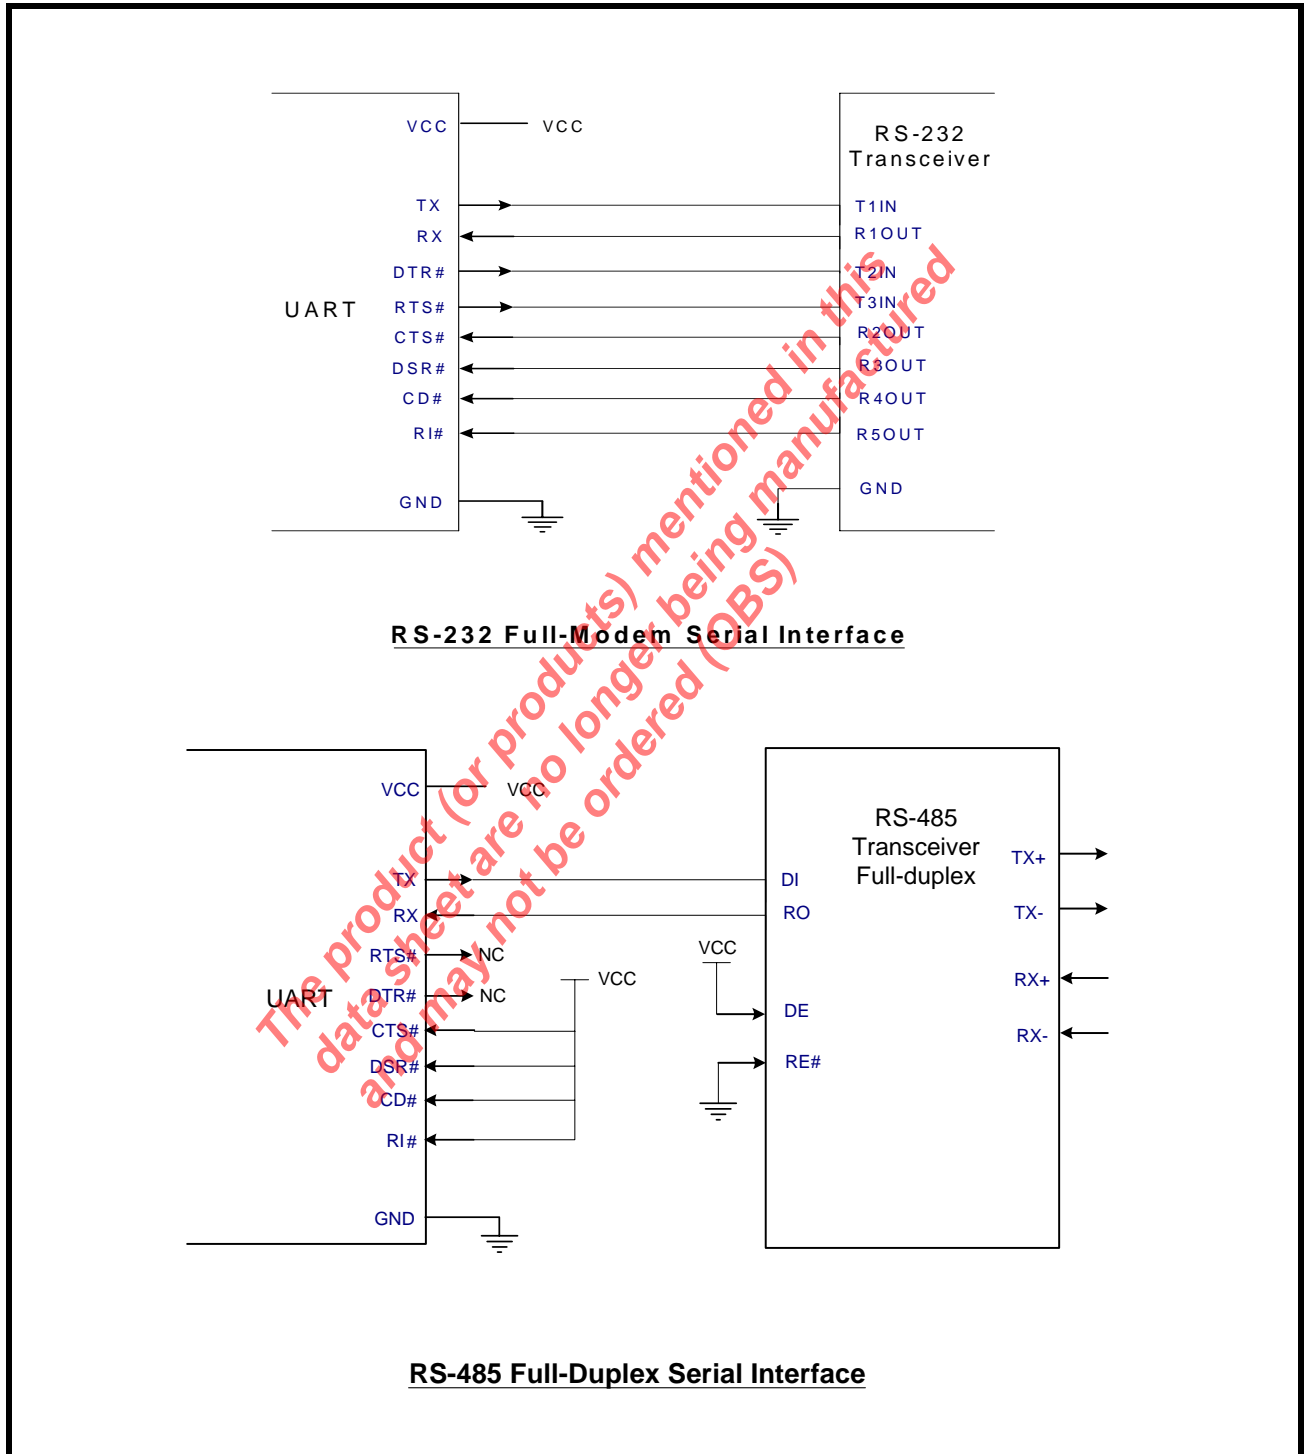 VCC VCC
RS-232
Transceiver
TX T1IN
RX R1OUT
DTR# T2IN
UART RTS# T3IN
CTS# R2OUT
DSR# R3OUT
CD# R4OUT
RI# R5OUT
GND GND
RS-232 Full-Modem Serial Interface
The product (or products) mentioned in this
data sheet are no longer being manufactured
and may not be ordered (OBS)
VCC VCC
RS-485
Transceiver
Full-duplex
TX+
TX DI
RX RO TX-
RTS# NC VCC
VCC RX+
UART DTR# NC
CTS# DE
RX-
DSR# RE#
CD#
RI#
GND
RS-485 Full-Duplex Serial Interface